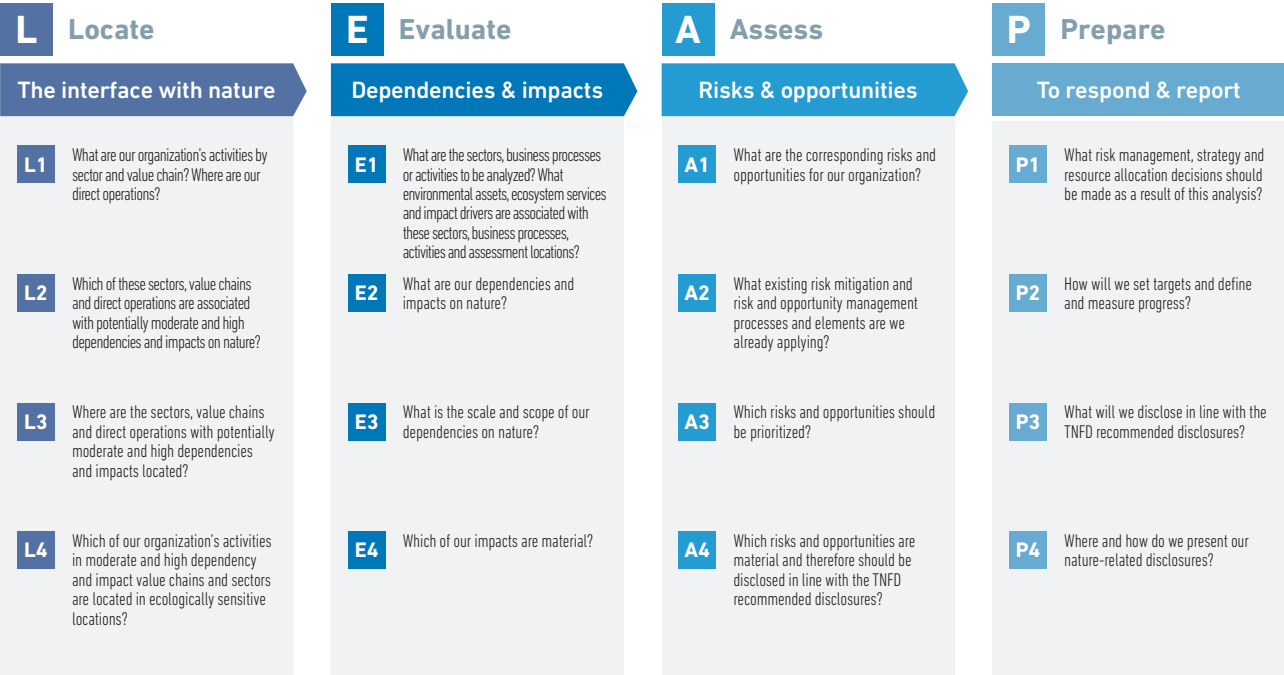 L Locate
The interface with nature
L1
What are our organization's activities by
sector and value chain? Where are our
direct operations?
L2
Which of these sectors, value chains
and direct operations are associated
with potentially moderate and high
dependencies and impacts on nature?
L3
Where are the sectors, value chains
and direct operations with potentially
moderate and high dependencies
and impacts located?
L4
Which of our organization's activities
in moderate and high dependency
and impact value chains and sectors
are located in ecologically sensitive
locations?
E Evaluate
Dependencies & impacts
E1
What are the sectors, business processes
or activities to be analyzed? What
environmental assets, ecosystem services
and impact drivers are associated with
these sectors, business processes,
activities and assessment locations?
E2
What are our dependencies and
impacts on nature?
E3
What is the scale and scope of our
dependencies on nature?
E4
Which of our impacts are material?
A Assess
Risks & opportunities
A1
What are the corresponding risks and
opportunities for our organization?
A2
What existing risk mitigation and
risk and opportunity management
processes and elements are we
already applying?
A3
Which risks and opportunities should
be prioritized?
A4
Which risks and opportunities are
material and therefore should be
disclosed in line with the TNFD
recommended disclosures?
P Prepare
To respond & report
P1
What risk management, strategy and
resource allocation decisions should
be made as a result of this analysis?
P2
How will we set targets and define
and measure progress?
P3
What will we disclose in line with the
TNFD recommended disclosures?
P4
Where and how do we present our
nature-related disclosures?